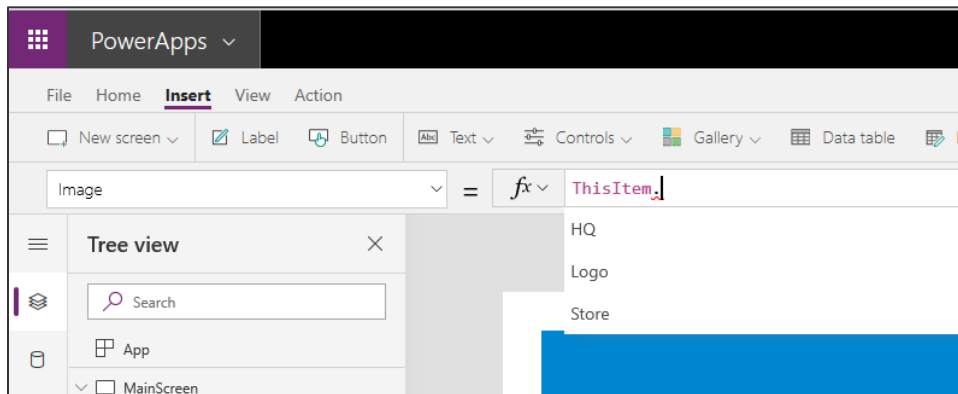 PowerApps
File Home Insert View Action
New screen Label Button Abc Text Controls Gallery Data table
Image = fx ThisItem.
HQ
Tree view
Logo
Search
Store
App
MainScreen